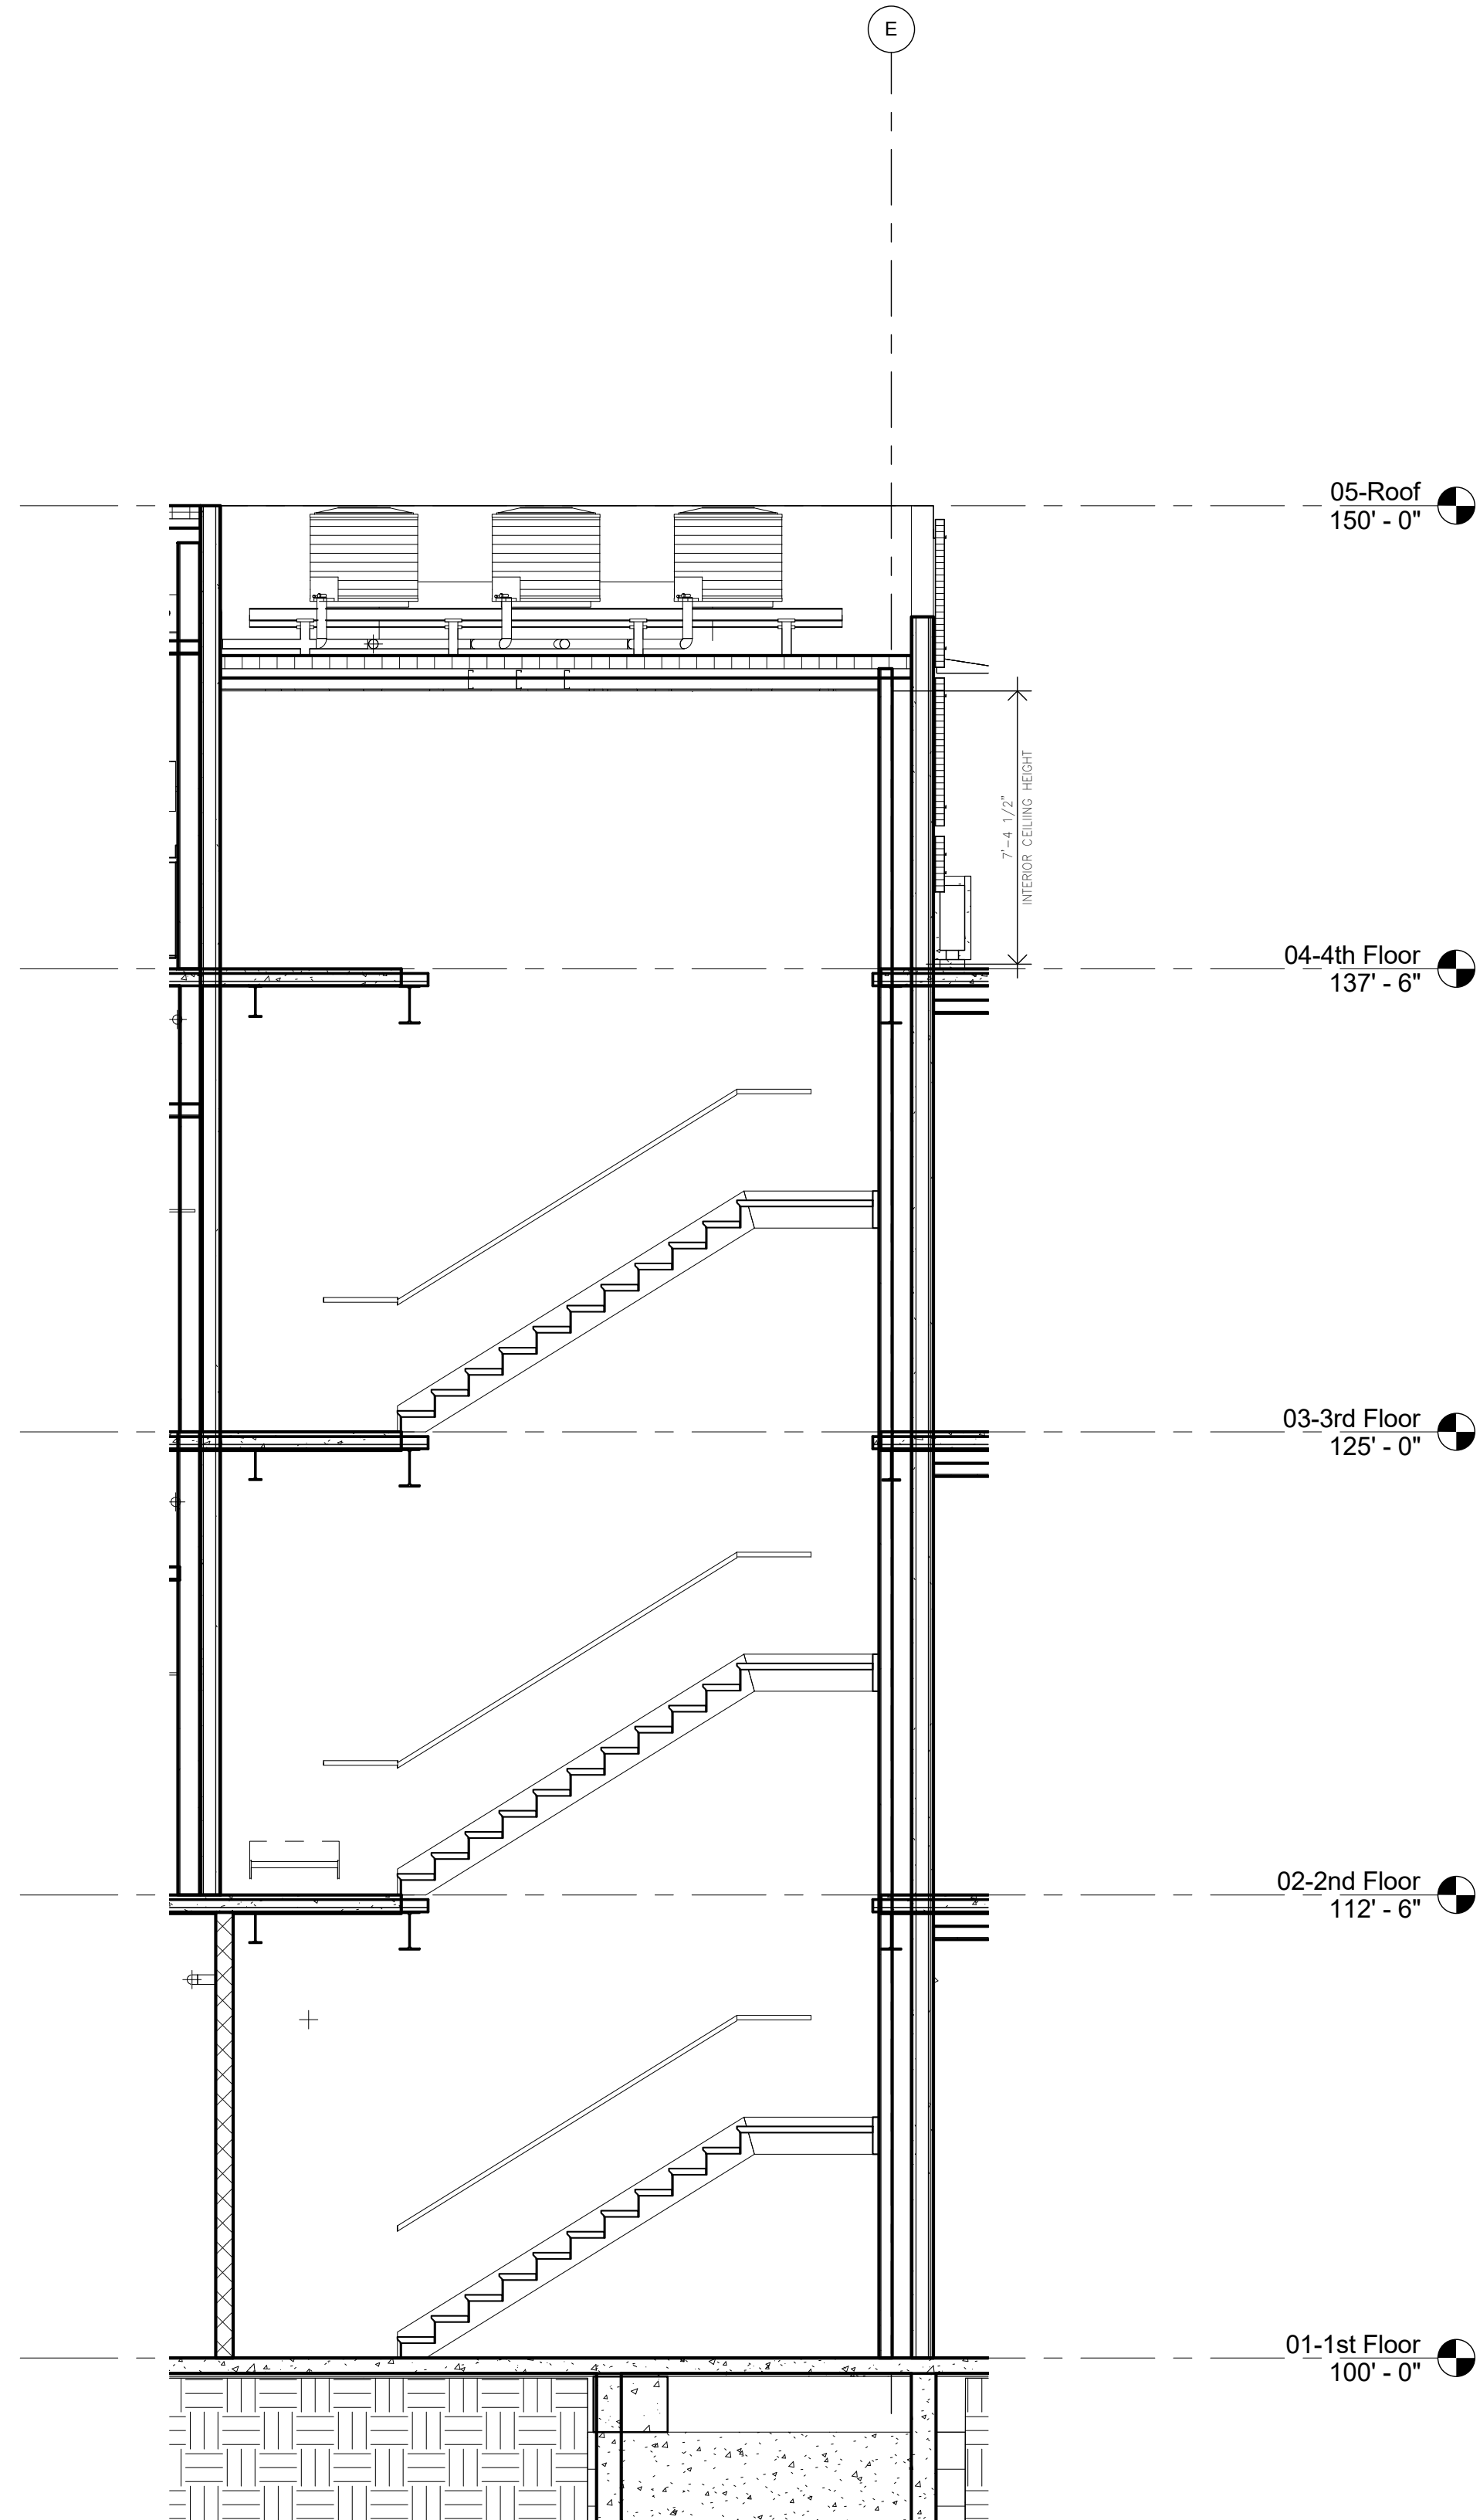 E
05-Roof
150' - 0"
7'-4 1/2"
INTERIOR CEILIING HEIGHT
04-4th Floor
137' - 6"
03-3rd Floor
125' - 0"
02-2nd Floor
112' - 6"
01-1st Floor
100' - 0"